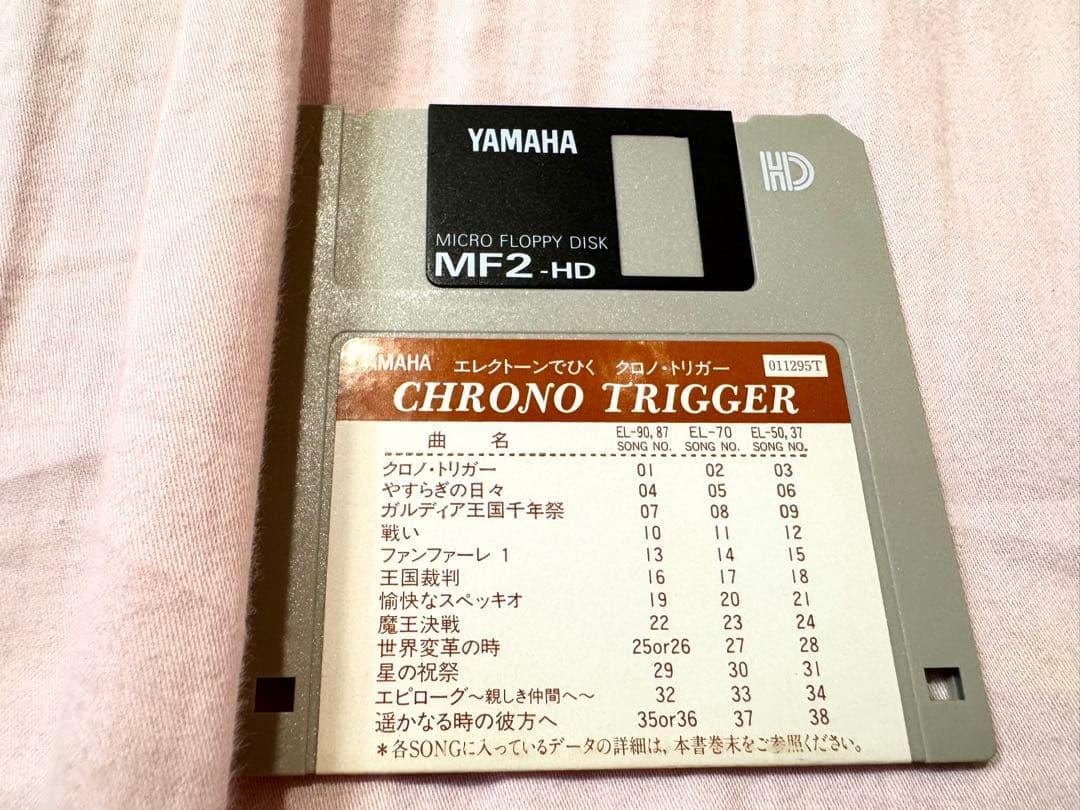 YAMAHA
HD
MICRO FLOPPY DISK
MF2-HD
YAMAHA エレクトーンでひく クロノ・トリガー 011295T
CHRONO TRIGGER
曲 名 EL-90, 87 SONG NO. EL-70 SONG NO. EL-50, 37 SONG NO.
クロノ・トリガー 01 02 03
やすらぎの日々 04 05 06
ガルディア王国千年祭 07 08 09
戦い 10 11 12
ファンファーレ 1 13 14 15
王国裁判 16 17 18
愉快なスペッキオ 19 20 21
魔王決戦 22 23 24
世界変革の時 25or26 27 28
星の祝祭 29 30 31
エピローグ〜親しき仲間へ〜 32 33 34
遥かなる時の彼方へ 35or36 37 38
*各SONGに入っているデータの詳細は、本書巻末をご参照ください。